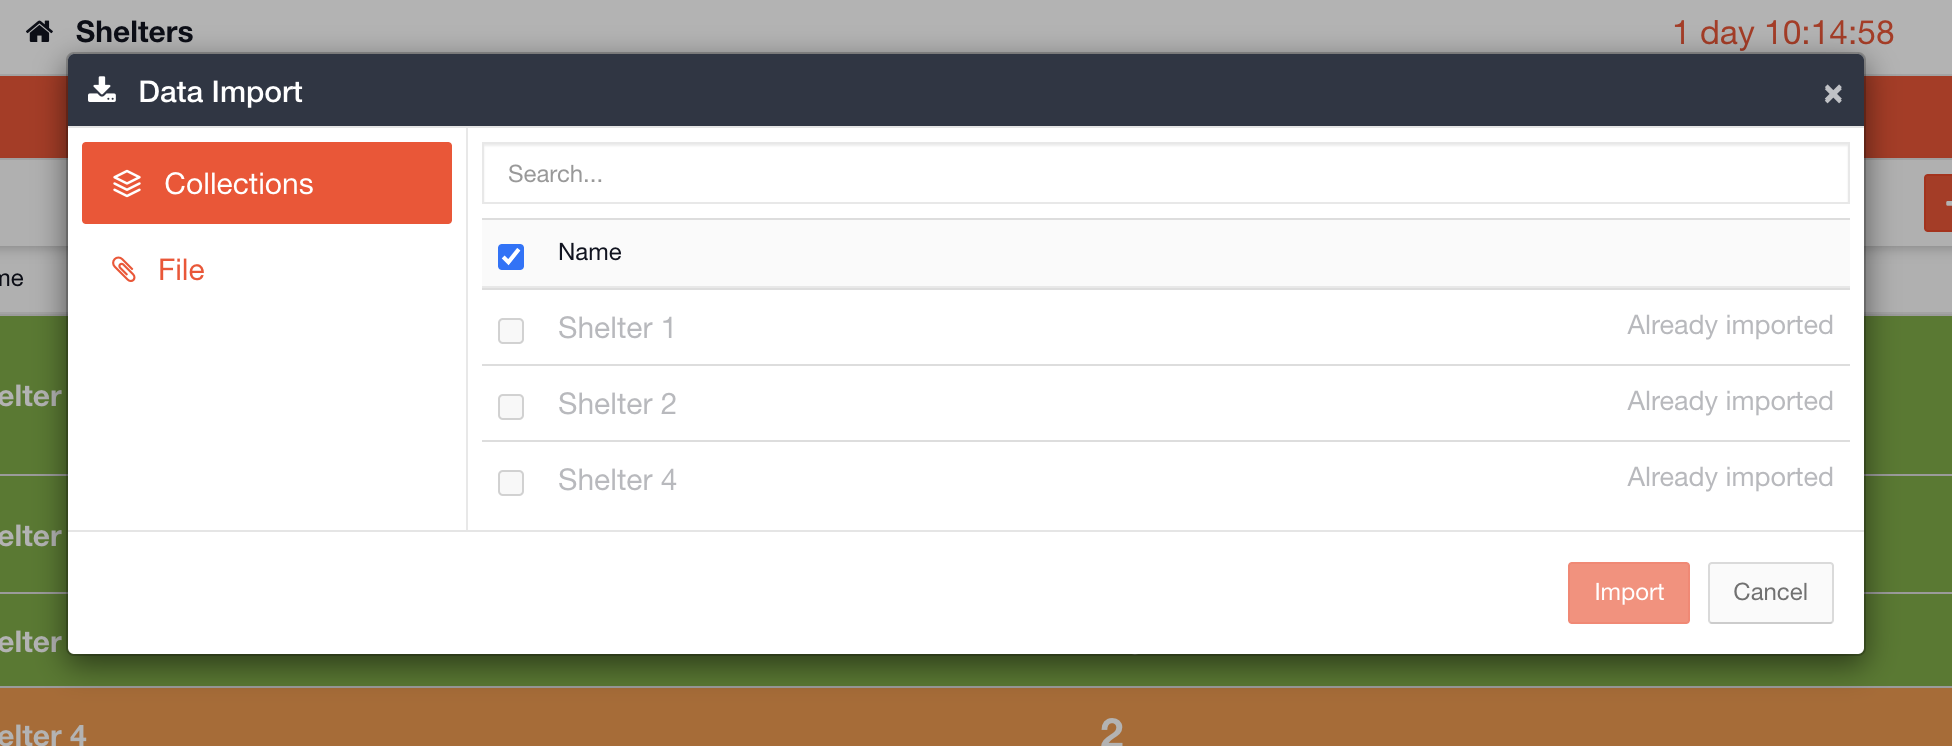 Shelters
1 day 10:14:58
Data Import
Collections
File
Search...
Name
Shelter 1
Already imported
Shelter 2
Already imported
Shelter 4
Already imported
Import
Cancel
me
elter
elter
elter
elter 4
2